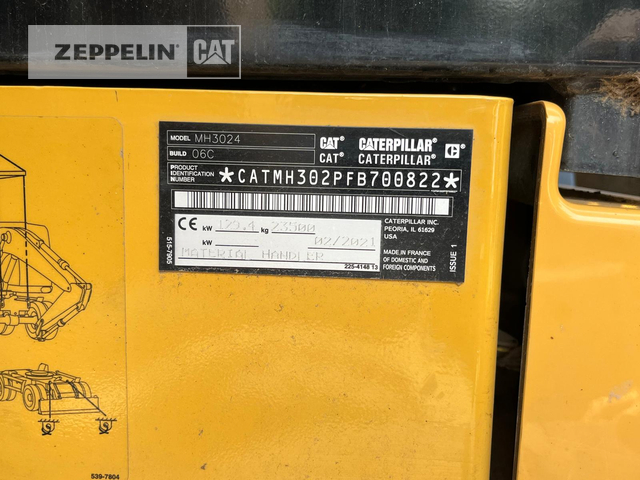 ZEPPELIN CAT
MODEL MH3024
BUILD 06C
CAT® CATERPILLAR®
CAT® CATERPILLAR
PRODUCT IDENTIFICATION NUMBER *CATMH302PFB700822*
CE kW 129.4 kg 23500
kW 02/2021
MATERIAL HANDLER
CATERPILLAR INC.
PEORIA, IL 61629
USA
MADE IN FRANCE
OF DOMESTIC AND
FOREIGN COMPONENTS
225-4148 13
ISSUE 1
515-7905
539-7804